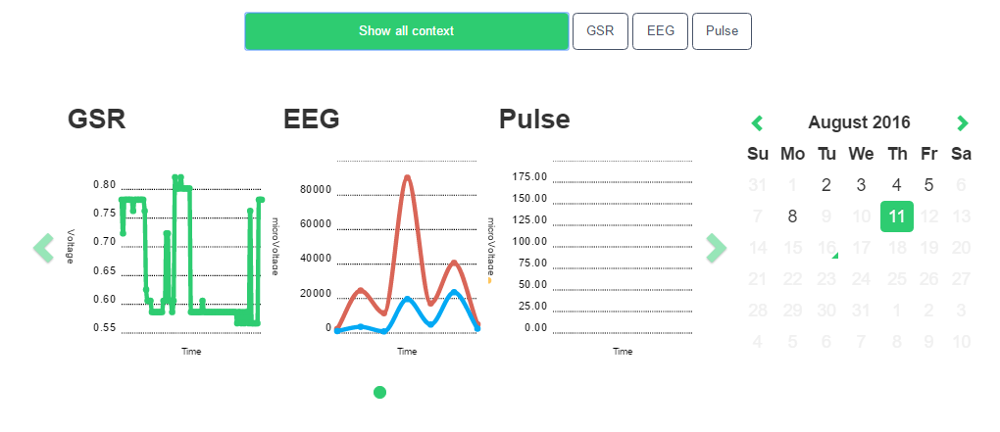 Show all context GSR EEG Pulse
GSR
0.80
0.75
0.70
0.65
0.60
0.55
Voltage
Time
EEG
80000
60000
40000
20000
0
microVoltage
Time
Pulse
175.00
150.00
125.00
100.00
75.00
50.00
25.00
0.00
microVoltage
Time
August 2016
Su Mo Tu We Th Fr Sa
31 1 2 3 4 5 6
7 8 9 10 11 12 13
14 15 16 17 18 19 20
21 22 23 24 25 26 27
28 29 30 31 1 2 3
4 5 6 7 8 9 10